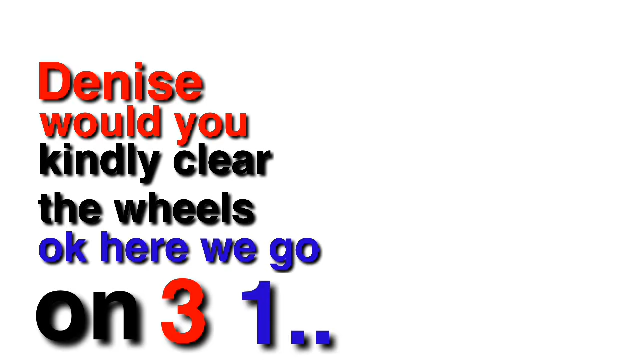 Denise
would you
kindly clear
the wheels
ok here we go
on 3 1..